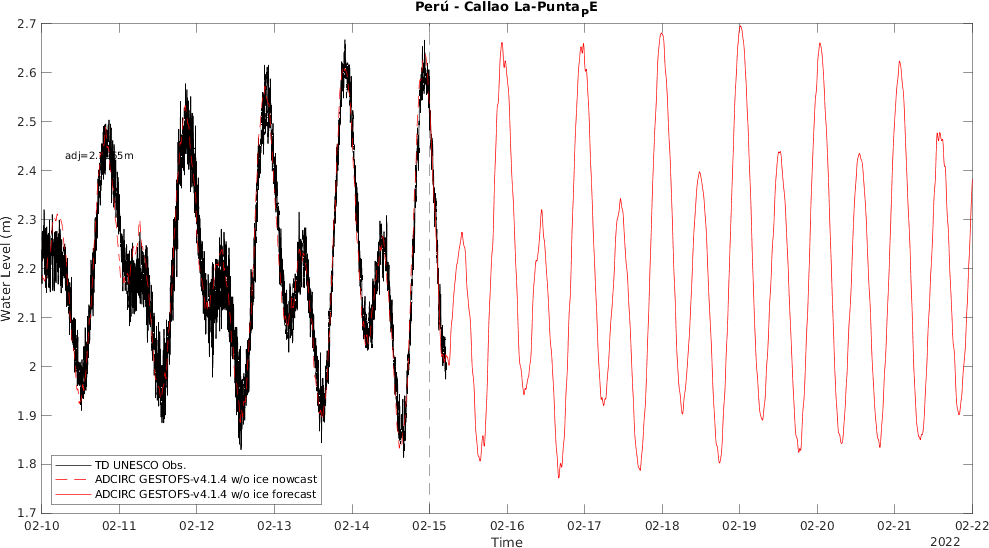 Perú - Callao La-PuntapE
2.7
2.6
2.5
2.4
2.3
2.2
2.1
2
1.9
1.8
1.7
Water Level (m)
TD UNESCO Obs.
ADCIRC GESTOFS-v4.1.4 w/o ice nowcast
ADCIRC GESTOFS-v4.1.4 w/o ice forecast
02-10 02-11 02-12 02-13 02-14 02-15 02-16 02-17 02-18 02-19 02-20 02-21 02-22
Time
2022